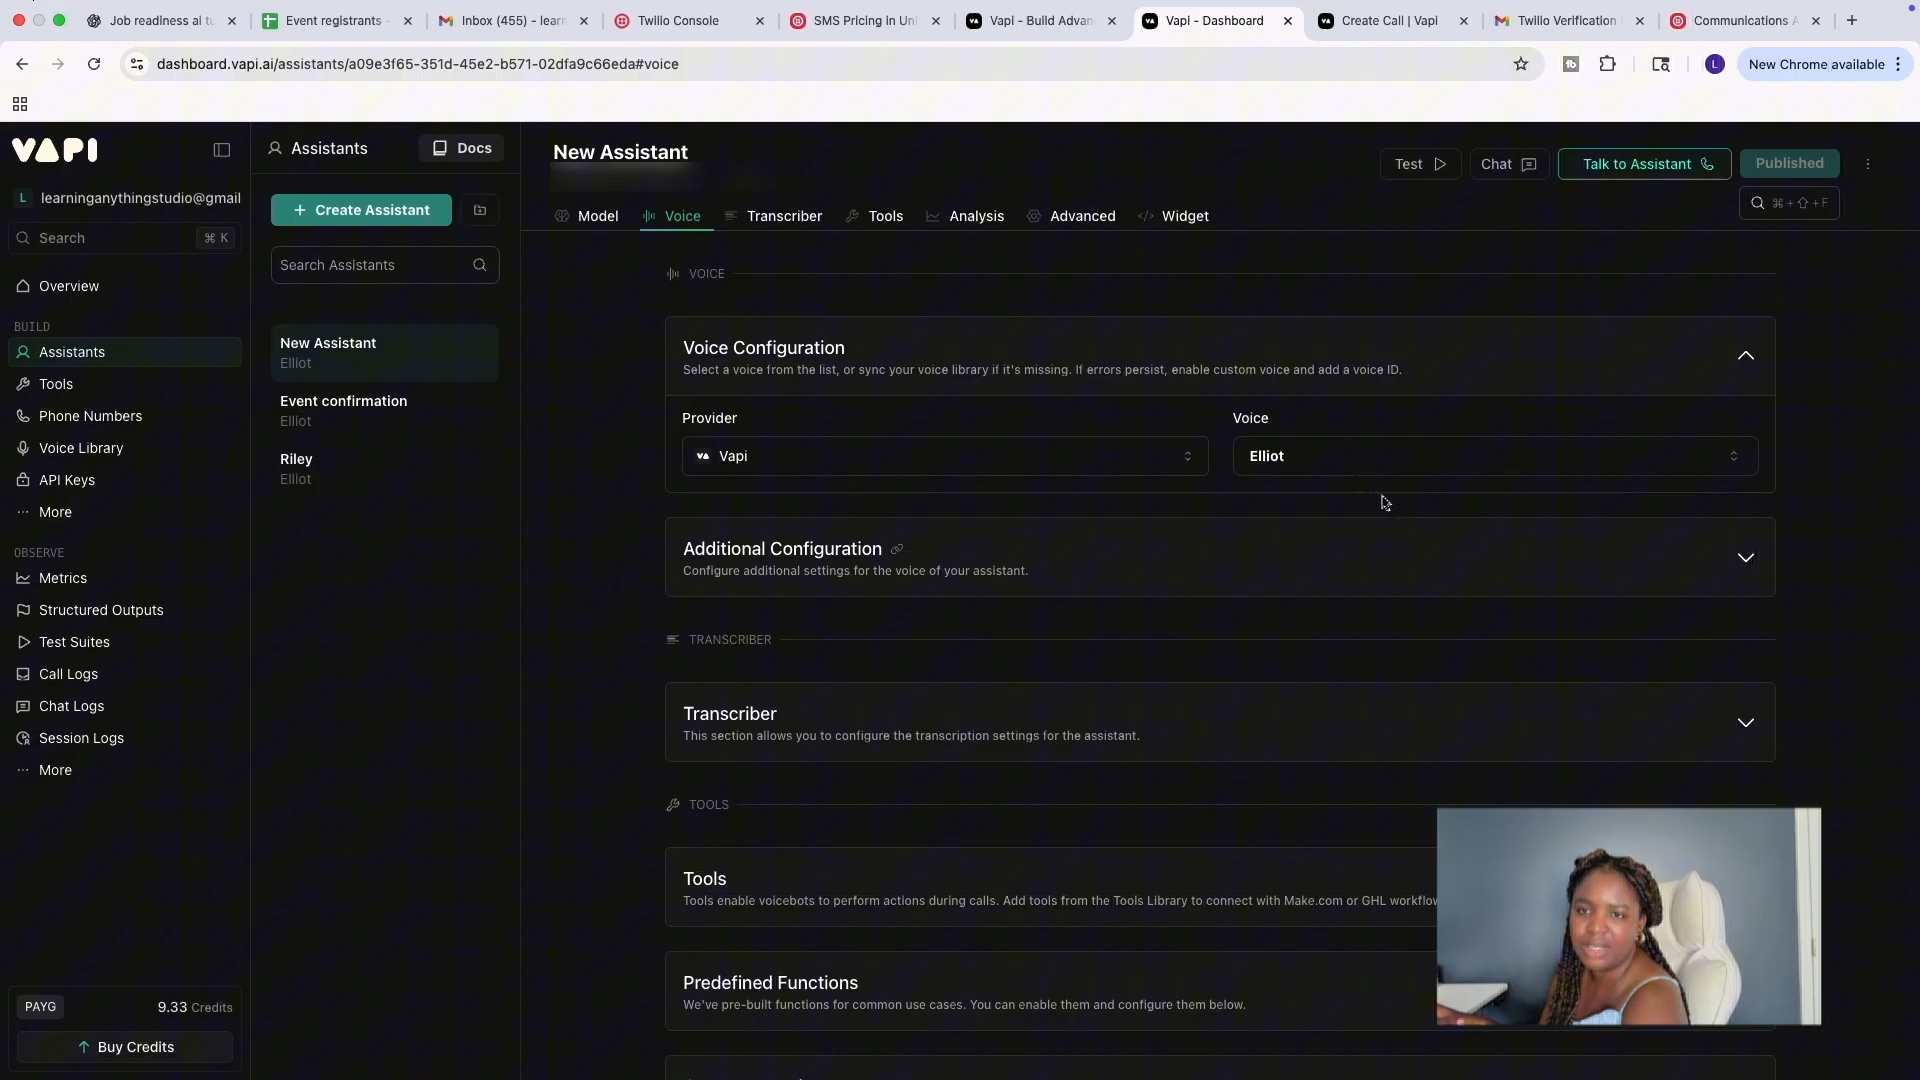 Job readiness ai tu
Event registrants -
Inbox (455) - learn
Twilio Console
SMS Pricing in Un
Vapi - Build Advan
Vapi - Dashboard
Create Call | Vapi
Twilio Verification
Communications A
dashboard.vapi.ai/assistants/a09e3f65-351d-45e2-b571-02dfa9c66eda#voice
L
New Chrome available
VAPI
L learninganythingstudio@gmail
Search ⌘ K
Overview
BUILD
Assistants
Tools
Phone Numbers
Voice Library
API Keys
More
OBSERVE
Metrics
Structured Outputs
Test Suites
Call Logs
Chat Logs
Session Logs
More
PAYG 9.33 Credits
Buy Credits
Assistants
Docs
+ Create Assistant
Search Assistants
New Assistant
Elliot
Event confirmation
Elliot
Riley
Elliot
New Assistant
Test
Chat
Talk to Assistant
Published
⌘+⇧+F
Model
Voice
Transcriber
Tools
Analysis
Advanced
Widget
VOICE
Voice Configuration
Select a voice from the list, or sync your voice library if it's missing. If errors persist, enable custom voice and add a voice ID.
Provider
Voice
Vapi
Elliot
Additional Configuration
Configure additional settings for the voice of your assistant.
TRANSCRIBER
Transcriber
This section allows you to configure the transcription settings for the assistant.
TOOLS
Tools
Tools enable voicebots to perform actions during calls. Add tools from the Tools Library to connect with Make.com or GHL workflow
Predefined Functions
We've pre-built functions for common use cases. You can enable them and configure them below.